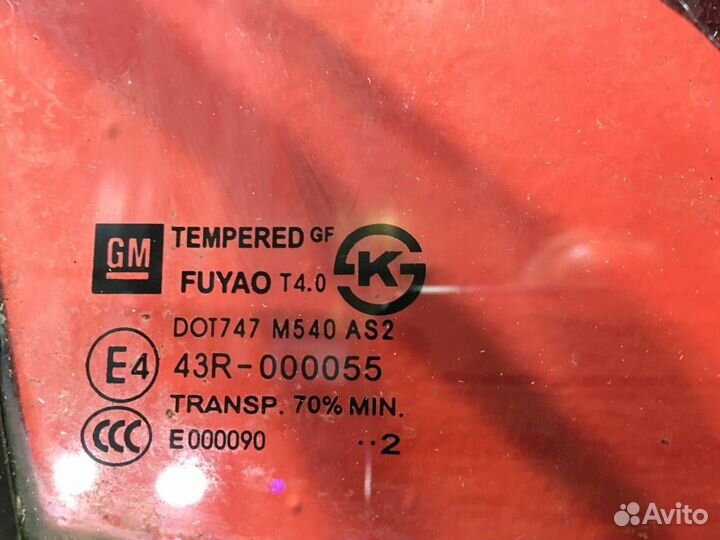 GM TEMPERED GF
FUYAO T4.0
K
DOT747 M540 AS2
E4 43R-000055
TRANSP. 70% MIN.
CCC E000090 ..2
Avito